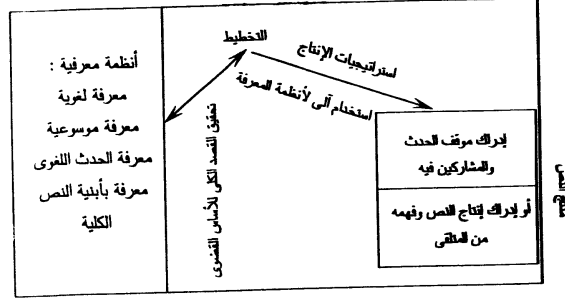 أنظمة معرفية :
معرفة لغوية
معرفة موسوعية
معرفة الحدث اللغوى
معرفة بأبنية النص
الكلية
التخطيط
استراتيجيات الإنتاج
استخدام آلى لأنظمة المعرفة
تحقيق القصد الكلى للأساس القضوى
إدراك موقف الحدث
والمشاركين فيه
أو إدراك إنتاج النص وفهمه
من المتلقى